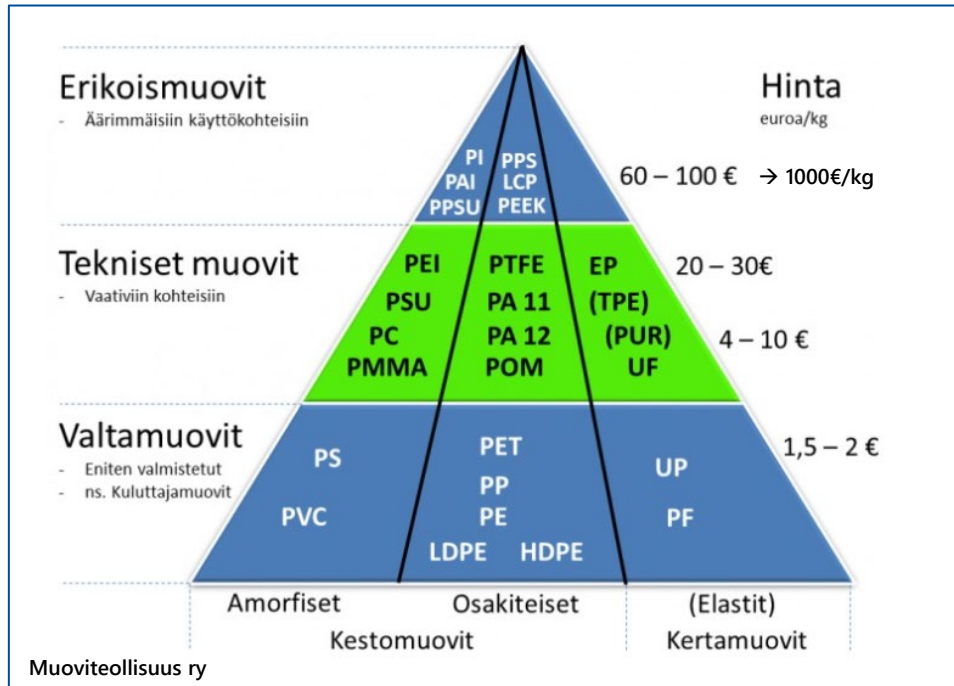 Erikoismuovit
- Äärimmäisiin käyttökohteisiin
Hinta
euroa/kg
PI PPS
PAI LCP
PPSU PEEK
60 – 100 € → 1000€/kg
Tekniset muovit
- Vaativiin kohteisiin
PEI PTFE EP
20 – 30€
PSU PA 11 (TPE)
PC PA 12 (PUR)
4 – 10 €
PMMA POM UF
Valtamuovit
- Eniten valmistetut
- ns. Kuluttajamuovit
1,5 – 2 €
PS PET UP
PP
PVC PE PF
LDPE HDPE
Amorfiset Osakiteiset (Elastit)
Kestomuovit Kertamuovit
Muoviteollisuus ry